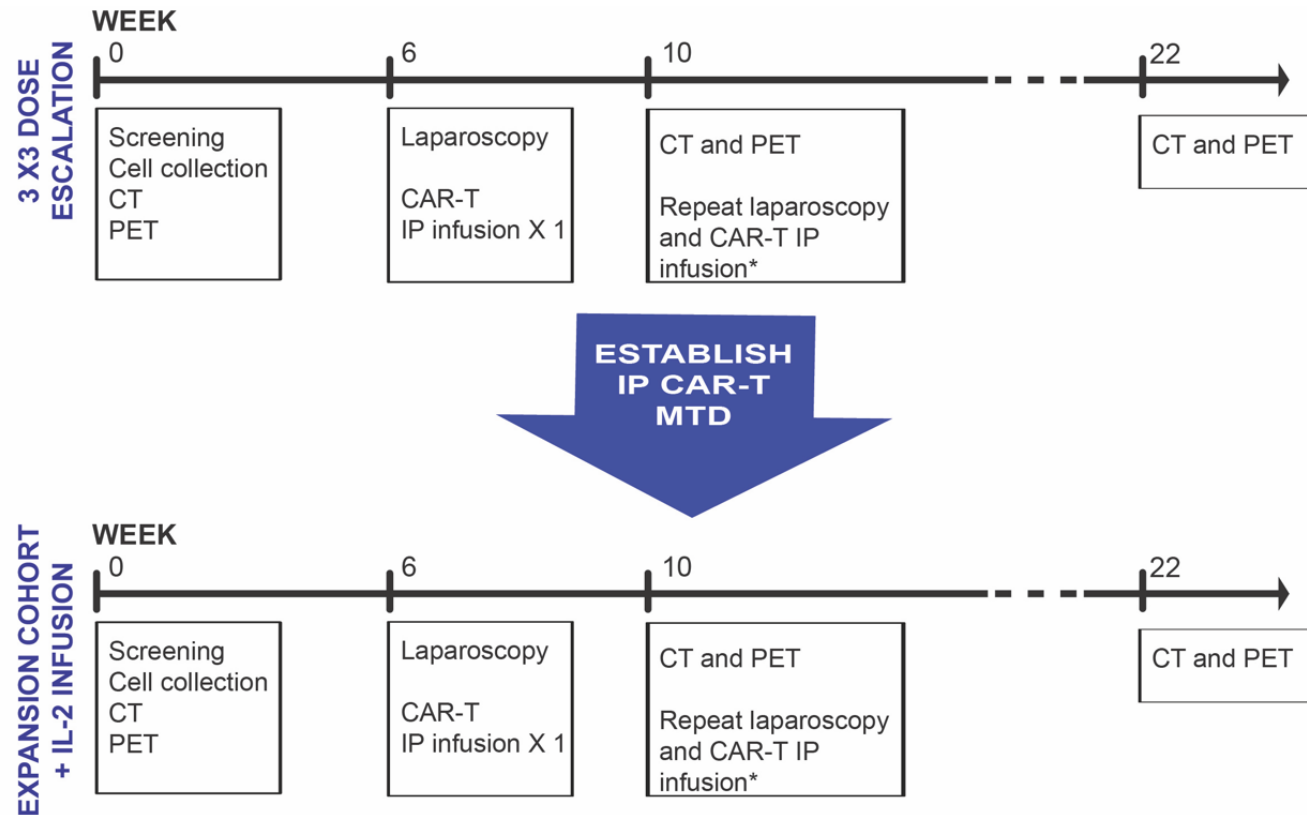 3 X3 DOSE
ESCALATION
WEEK
0
6
10
22
Screening
Cell collection
CT
PET
Laparoscopy
CAR-T
IP infusion X 1
CT and PET
Repeat laparoscopy
and CAR-T IP
infusion*
CT and PET
ESTABLISH
IP CAR-T
MTD
EXPANSION COHORT
+ IL-2 INFUSION
WEEK
0
6
10
22
Screening
Cell collection
CT
PET
Laparoscopy
CAR-T
IP infusion X 1
CT and PET
Repeat laparoscopy
and CAR-T IP
infusion*
CT and PET